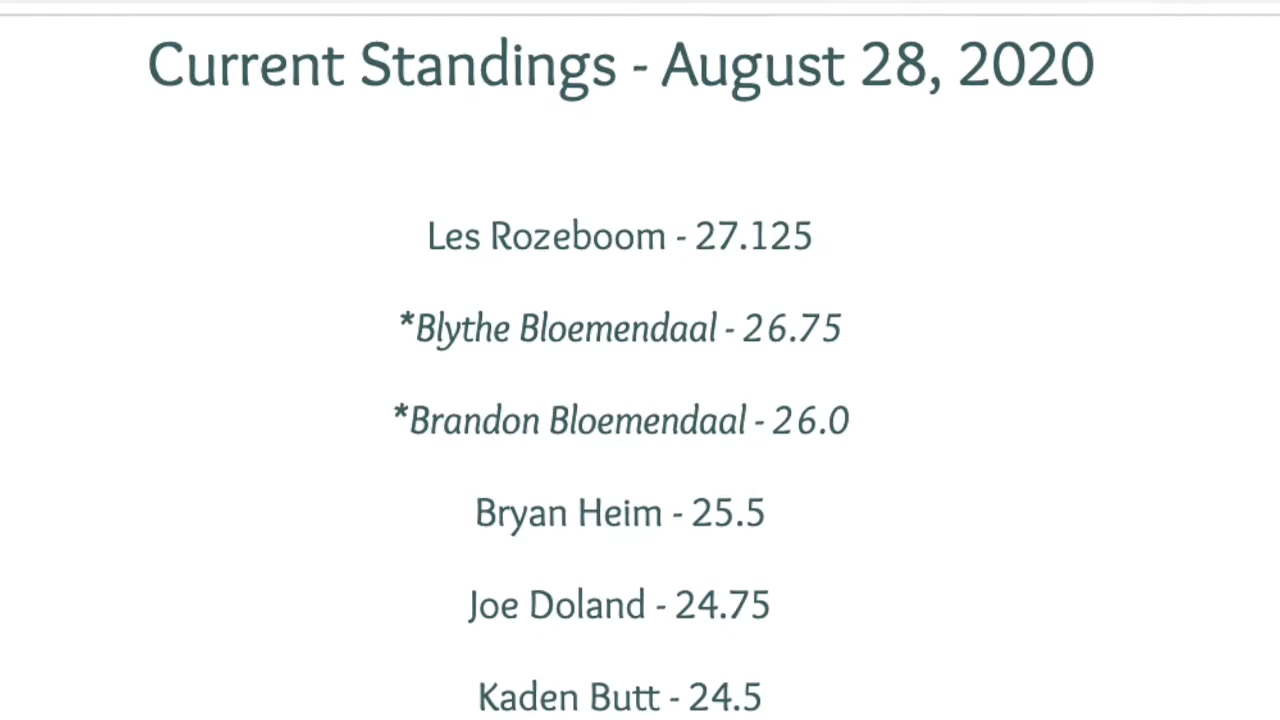 Current Standings - August 28, 2020
Les Rozeboom - 27.125
*Blythe Bloemendaal - 26.75
*Brandon Bloemendaal - 26.0
Bryan Heim - 25.5
Joe Doland - 24.75
Kaden Butt - 24.5